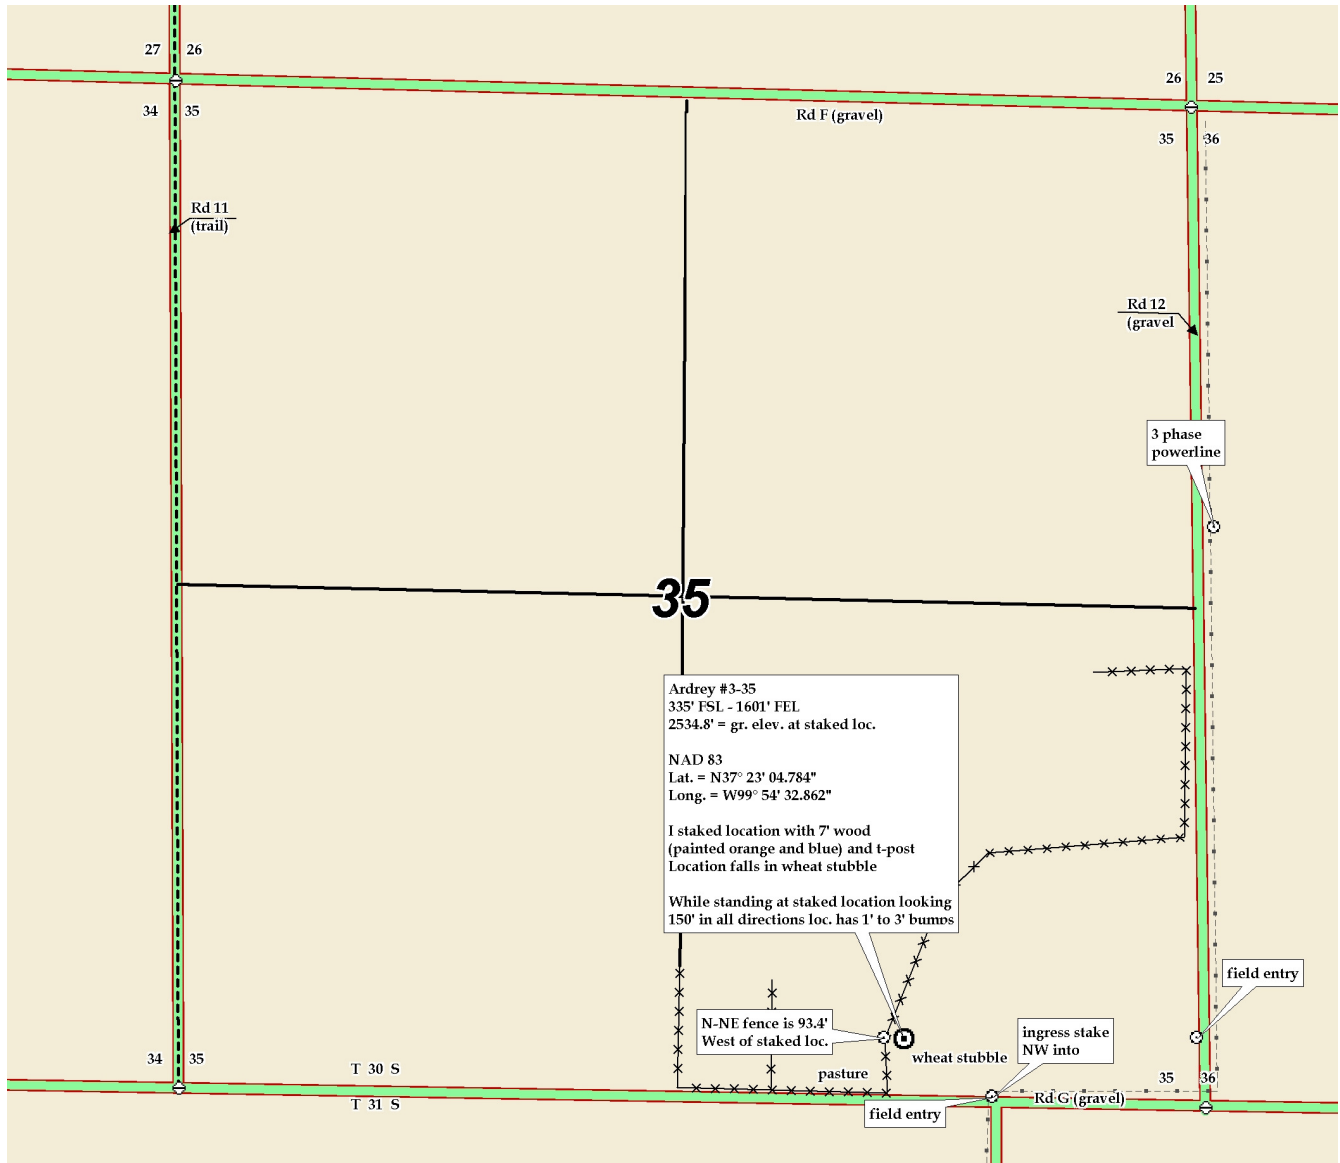 27 26
26 25
34 35
Rd F (gravel)
35 36
Rd 11
(trail)
Rd 12
(gravel
3 phase
powerline
35
Ardrey #3-35
335' FSL - 1601' FEL
2534.8' = gr. elev. at staked loc.
NAD 83
Lat. = N37° 23' 04.784"
Long. = W99° 54' 32.862"
I staked location with 7' wood
(painted orange and blue) and t-post
Location falls in wheat stubble
While standing at staked location looking
150' in all directions loc. has 1' to 3' bumps
field entry
N-NE fence is 93.4'
West of staked loc.
ingress stake
NW into
wheat stubble
34 35
T 30 S
pasture
35 36
Rd G (gravel)
T 31 S
field entry